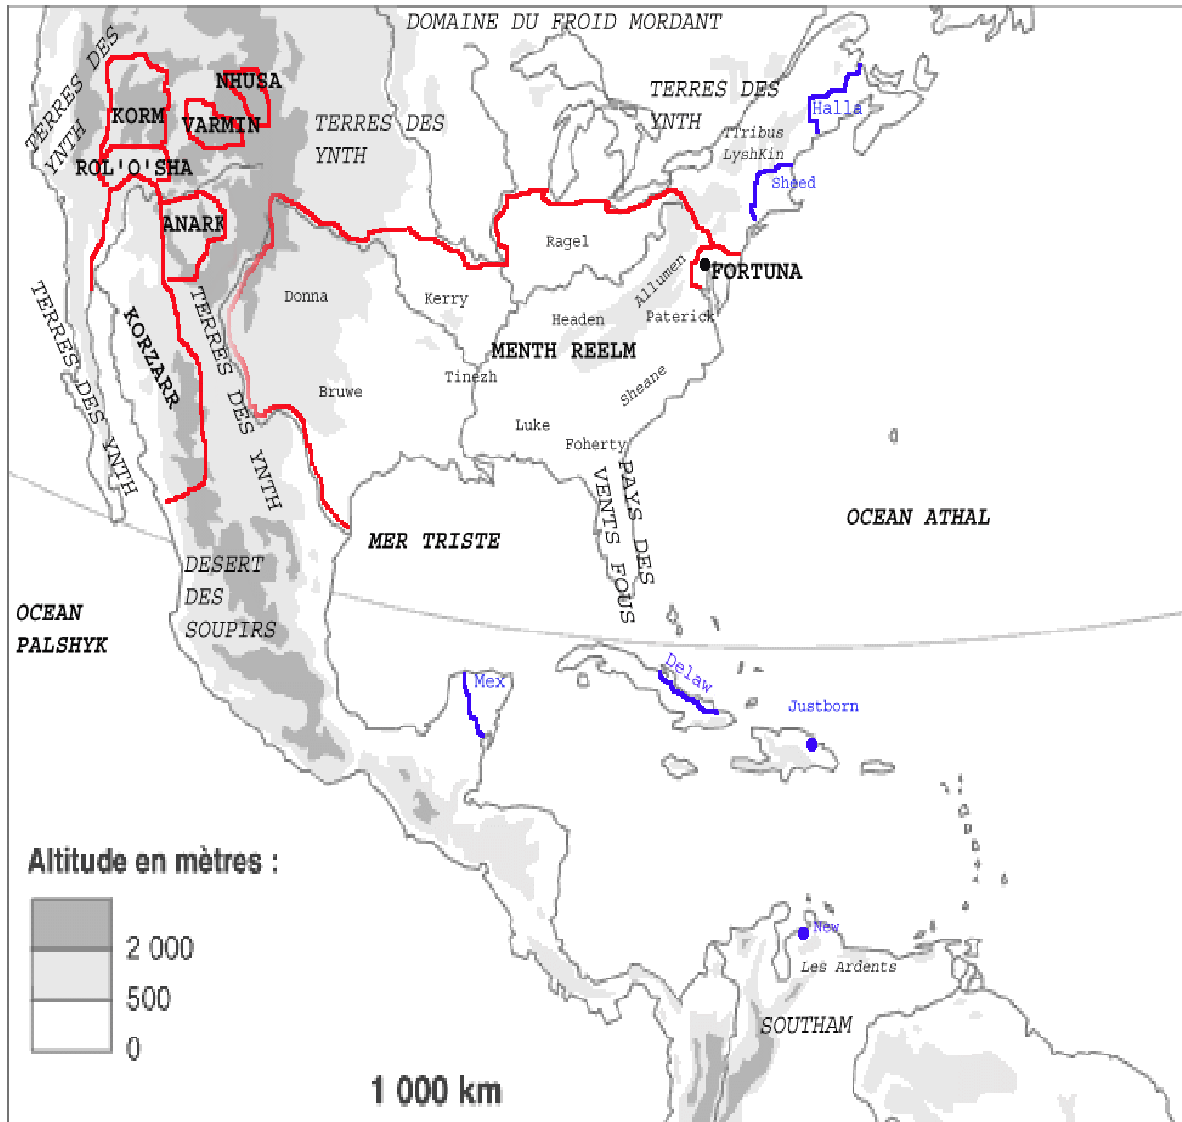 DOMAINE DU FROID MORDANT
TERRES DES
YNTH
NHUSA
KORM
VARMIN
TERRES DES
YNTH
TERRES DES
YNTH
TTribus
LyshKin
Halla
ROL'O'SHA
Sheed
ANARK
Ragel
Allumen
FORTUNA
TERRES DES YNTH
KORZARR
TERRES DES YNTH
Donna
Kerry
Headen
Paterick
MENTH REELM
Tinezh
Bruwe
Sheane
Luke
Foherty
PAYS DES
VENTS FOUS
OCEAN ATHAL
MER TRISTE
DESERT
DES
SOUPIRS
OCEAN
PALSHYK
Mex
Delaw
Justborn
Altitude en mètres :
2 000
500
0
New
Les Ardents
SOUTHAM
1 000 km